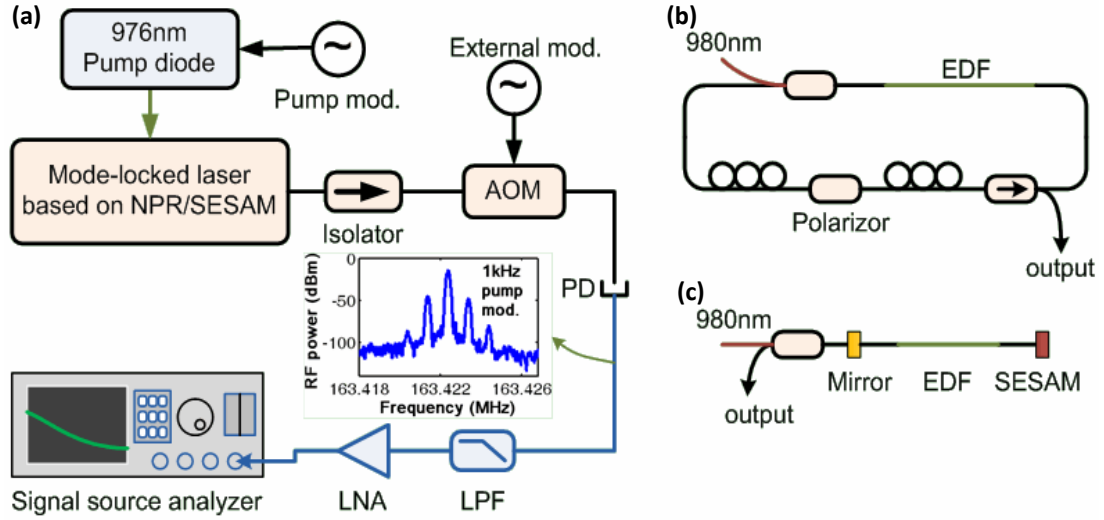 (a)
976nm
Pump diode
Pump mod.
External mod.
Mode-locked laser
based on NPR/SESAM
Isolator
AOM
PD
RF power (dBm)
0
-50
-100
1kHz
pump
mod.
163.418 163.422 163.426
Frequency (MHz)
Signal source analyzer
LNA
LPF
(b)
980nm
EDF
Polarizor
output
(c)
980nm
output
Mirror
EDF
SESAM